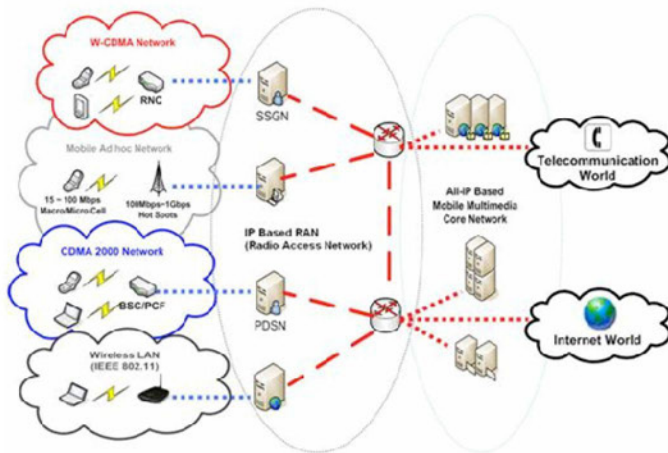 W-CDMA Network
RNC
SSGN
Mobile Adhoc Network
15 ~ 100 Mbps
Macro/Micro-Cell
100Mbps~1Gbps
Hot Spots
IP Based RAN
(Radio Access Network)
All-IP Based
Mobile Multimedia
Core Network
Telecommunication
World
CDMA 2000 Network
BSC/PCF
PDSN
Internet World
Wireless LAN
(IEEE 802.11)